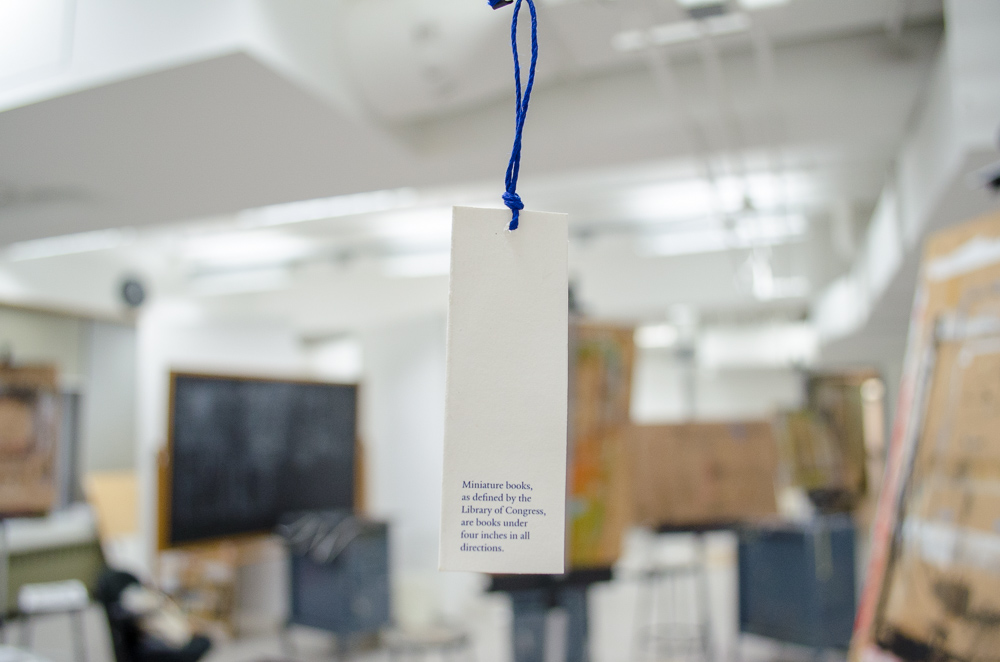 Miniature books,
as defined by the
Library of Congress,
are books under
four inches in all
directions.